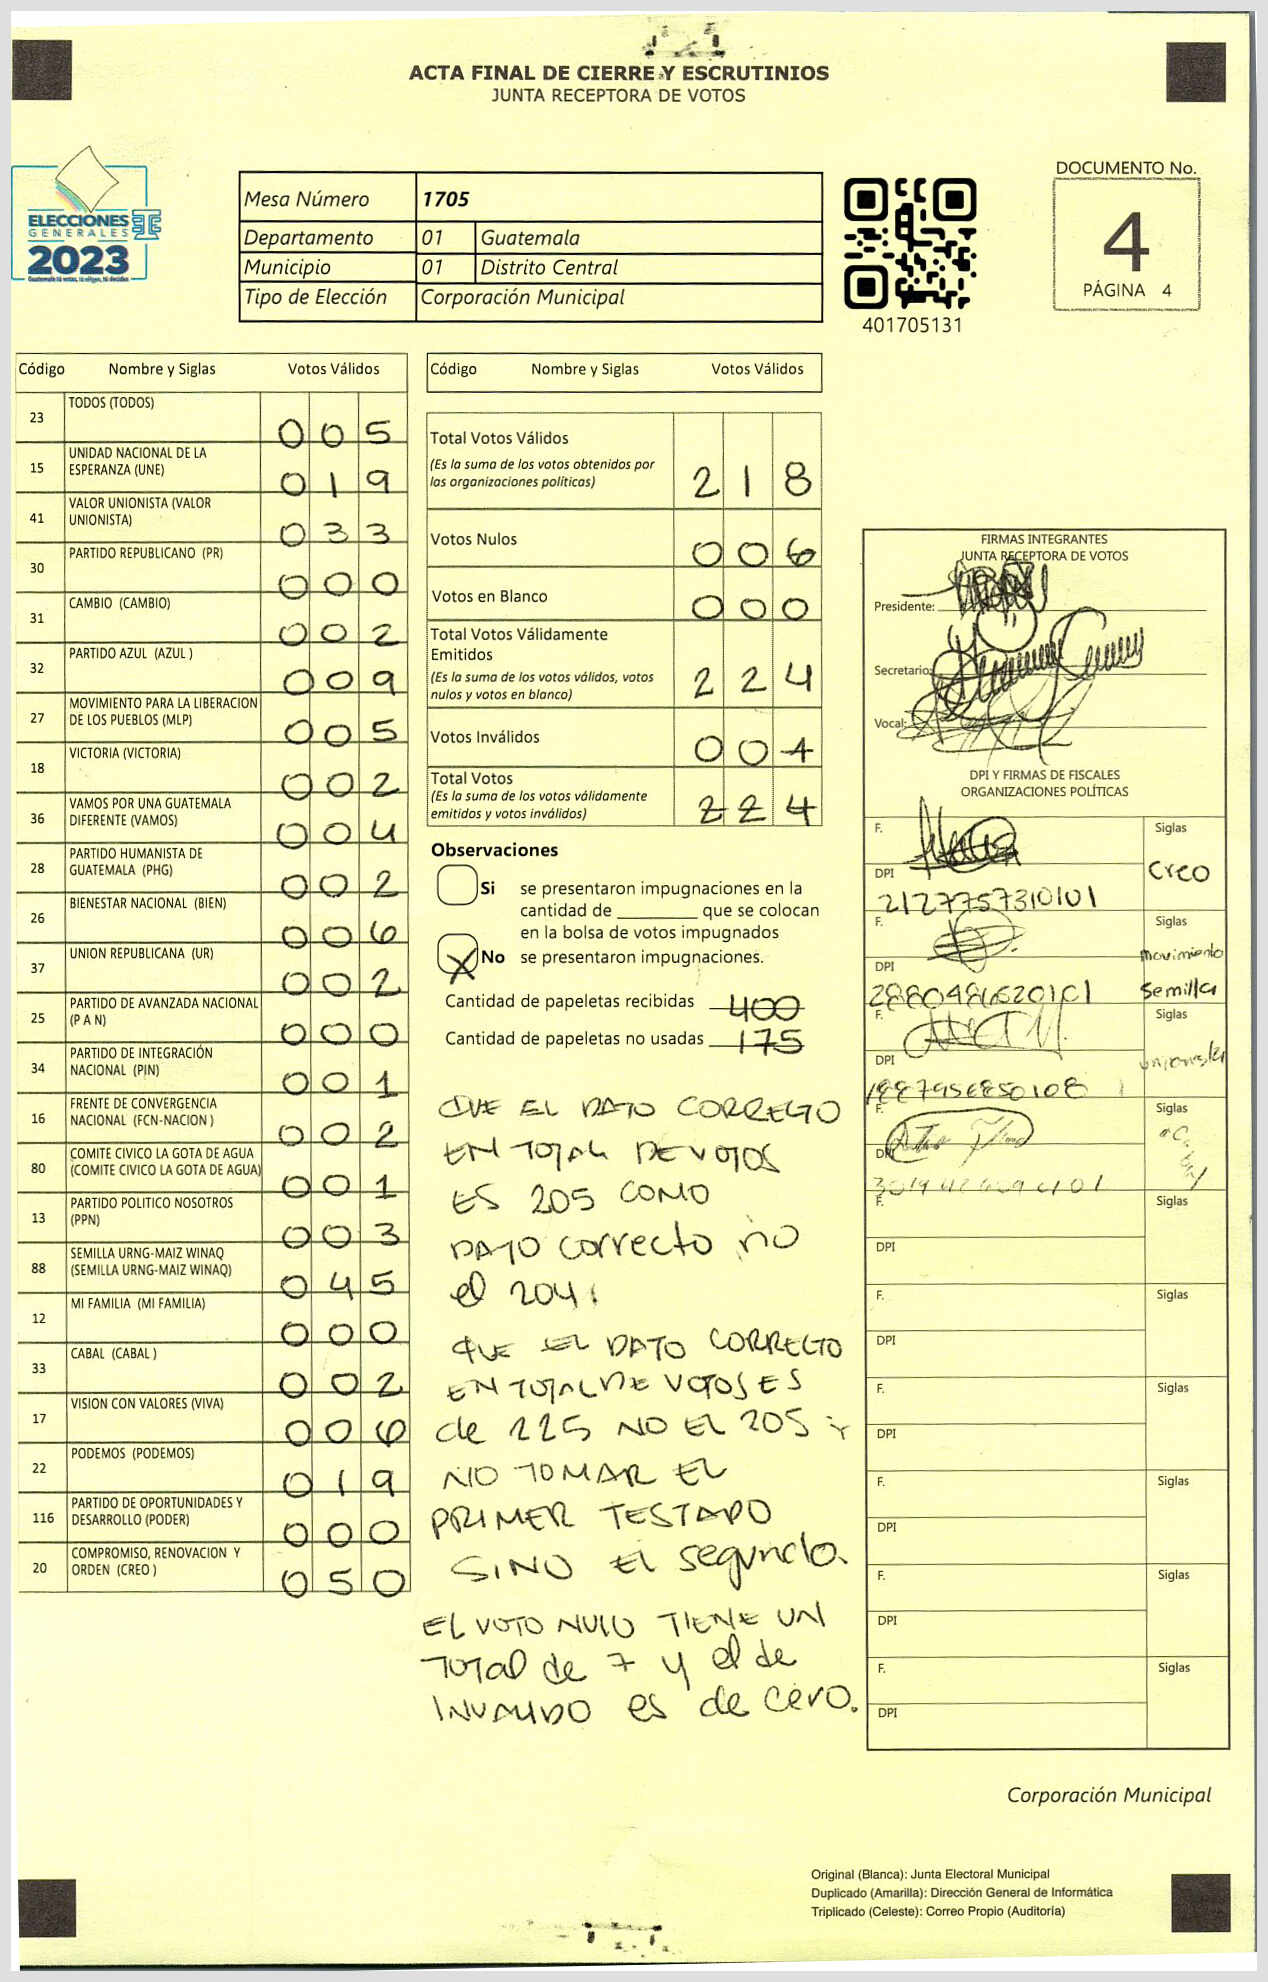 ACTA FINAL DE CIERRE Y ESCRUTINIOS
JUNTA RECEPTORA DE VOTOS
ELECCIONES
GENERALES
2023
Mesa Número 1705
Departamento 01 Guatemala
Municipio 01 Distrito Central
Tipo de Elección Corporación Municipal
401705131
DOCUMENTO No.
4
PÁGINA 4
Código Nombre y Siglas Votos Válidos
23 TODOS (TODOS) 005
15 UNIDAD NACIONAL DE LA ESPERANZA (UNE) 019
41 VALOR UNIONISTA (VALOR UNIONISTA) 033
30 PARTIDO REPUBLICANO (PR) 000
31 CAMBIO (CAMBIO) 002
32 PARTIDO AZUL (AZUL ) 009
27 MOVIMIENTO PARA LA LIBERACION DE LOS PUEBLOS (MLP) 005
18 VICTORIA (VICTORIA) 002
36 VAMOS POR UNA GUATEMALA DIFERENTE (VAMOS) 004
28 PARTIDO HUMANISTA DE GUATEMALA (PHG) 002
26 BIENESTAR NACIONAL (BIEN) 006
37 UNION REPUBLICANA (UR) 002
25 PARTIDO DE AVANZADA NACIONAL (P A N) 000
34 PARTIDO DE INTEGRACIÓN NACIONAL (PIN) 001
16 FRENTE DE CONVERGENCIA NACIONAL (FCN-NACION ) 002
80 COMITE CIVICO LA GOTA DE AGUA (COMITE CIVICO LA GOTA DE AGUA) 001
13 PARTIDO POLITICO NOSOTROS (PPN) 003
88 SEMILLA URNG-MAIZ WINAQ (SEMILLA URNG-MAIZ WINAQ) 045
12 MI FAMILIA (MI FAMILIA) 000
33 CABAL (CABAL ) 002
17 VISION CON VALORES (VIVA) 006
22 PODEMOS (PODEMOS) 019
116 PARTIDO DE OPORTUNIDADES Y DESARROLLO (PODER) 000
20 COMPROMISO, RENOVACION Y ORDEN (CREO ) 050
Código Nombre y Siglas Votos Válidos
Total Votos Válidos 218
(Es la suma de los votos obtenidos por
las organizaciones políticas)
Votos Nulos 006
Votos en Blanco 000
Total Votos Válidamente
Emitidos 224
(Es la suma de los votos válidos, votos
nulos y votos en blanco)
Votos Inválidos 004
Total Votos 224
(Es la suma de los votos válidamente
emitidos y votos inválidos)
Observaciones
Si se presentaron impugnaciones en la
cantidad de ________ que se colocan
en la bolsa de votos impugnados
X No se presentaron impugnaciones.
Cantidad de papeletas recibidas 400
Cantidad de papeletas no usadas 175
QUE EL DATO CORRECTO
EN TOTAL DE VOTOS
ES 205 COMO
DATO correcto no
el 204.
QUE EL DATO CORRECTO
EN TOTAL DE VOTOS ES
de 225 NO EL 205 Y
NO TOMAR EL
PRIMER TESTADO
SINO EL segundo.
EL VOTO NULO TIENE UN
TOTAL de 7 y el de
INVALIDO es de cero.
FIRMAS INTEGRANTES
JUNTA RECEPTORA DE VOTOS
Presidente:
Secretario:
Vocal:
DPI Y FIRMAS DE FISCALES
ORGANIZACIONES POLÍTICAS
F. Siglas
Creo
DPI 2127757310101
F. Siglas
movimiento
DPI Semilla
F. Siglas
DPI unionista
F. Siglas
DPI
F. Siglas
DPI
F. Siglas
DPI
F. Siglas
DPI
F. Siglas
DPI
F. Siglas
DPI
F. Siglas
DPI
Corporación Municipal
Original (Blanca): Junta Electoral Municipal
Duplicado (Amarilla): Dirección General de Informática
Triplicado (Celeste): Correo Propio (Auditoría)